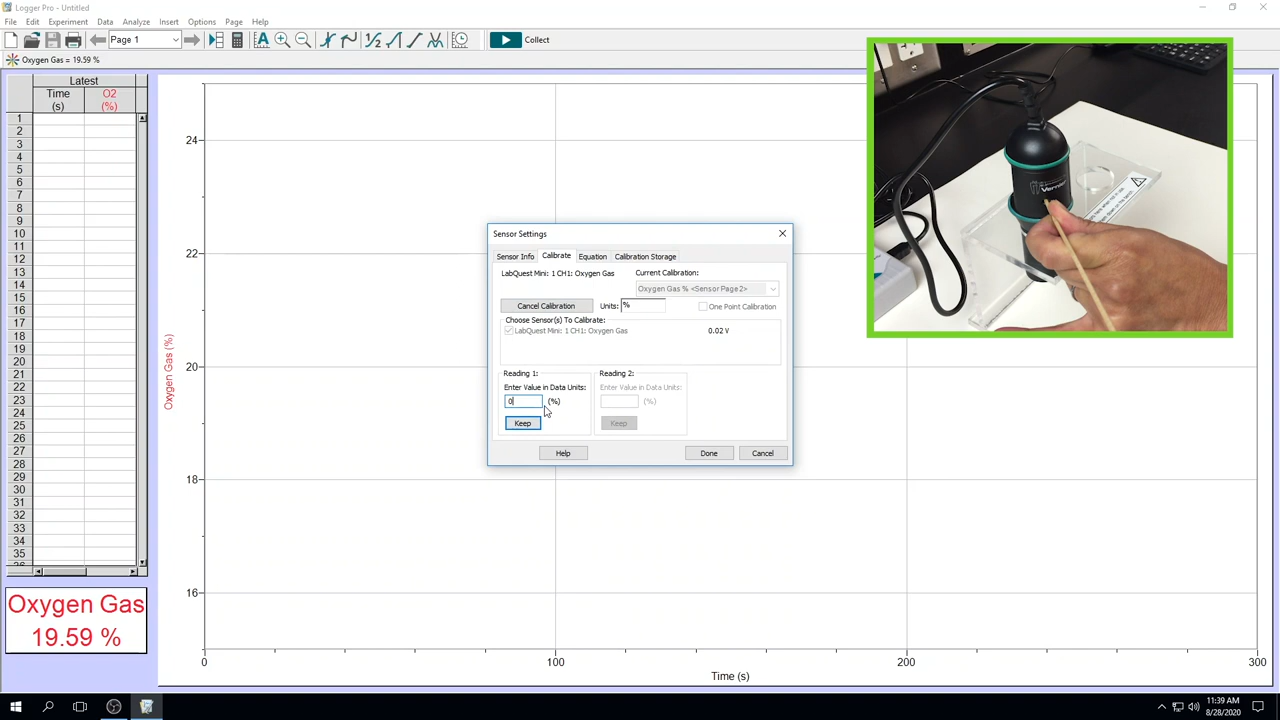 Logger Pro - Untitled
File Edit Experiment Data Analyze Insert Options Page Help
Page 1
Collect
Oxygen Gas = 19.59 %
Latest
Time (s)
O2 (%)
1
2
3
4
5
6
7
8
9
10
11
12
13
14
15
16
17
18
19
20
21
22
23
24
25
26
27
28
29
30
31
32
33
34
35
Oxygen Gas
19.59 %
Oxygen Gas (%)
24
22
20
18
16
0 100 200 300
Time (s)
Sensor Settings
Sensor Info Calibrate Equation Calibration Storage
LabQuest Mini: 1 CH1: Oxygen Gas
Current Calibration:
Oxygen Gas % <Sensor Page2>
Cancel Calibration Units: % One Point Calibration
Choose Sensor(s) To Calibrate:
LabQuest Mini: 1 CH1: Oxygen Gas 0.02 V
Reading 1: Reading 2:
Enter Value in Data Units: Enter Value in Data Units:
0 (%) (%)
Keep Keep
Help Done Cancel
Vernier
11:39 AM
8/28/2020